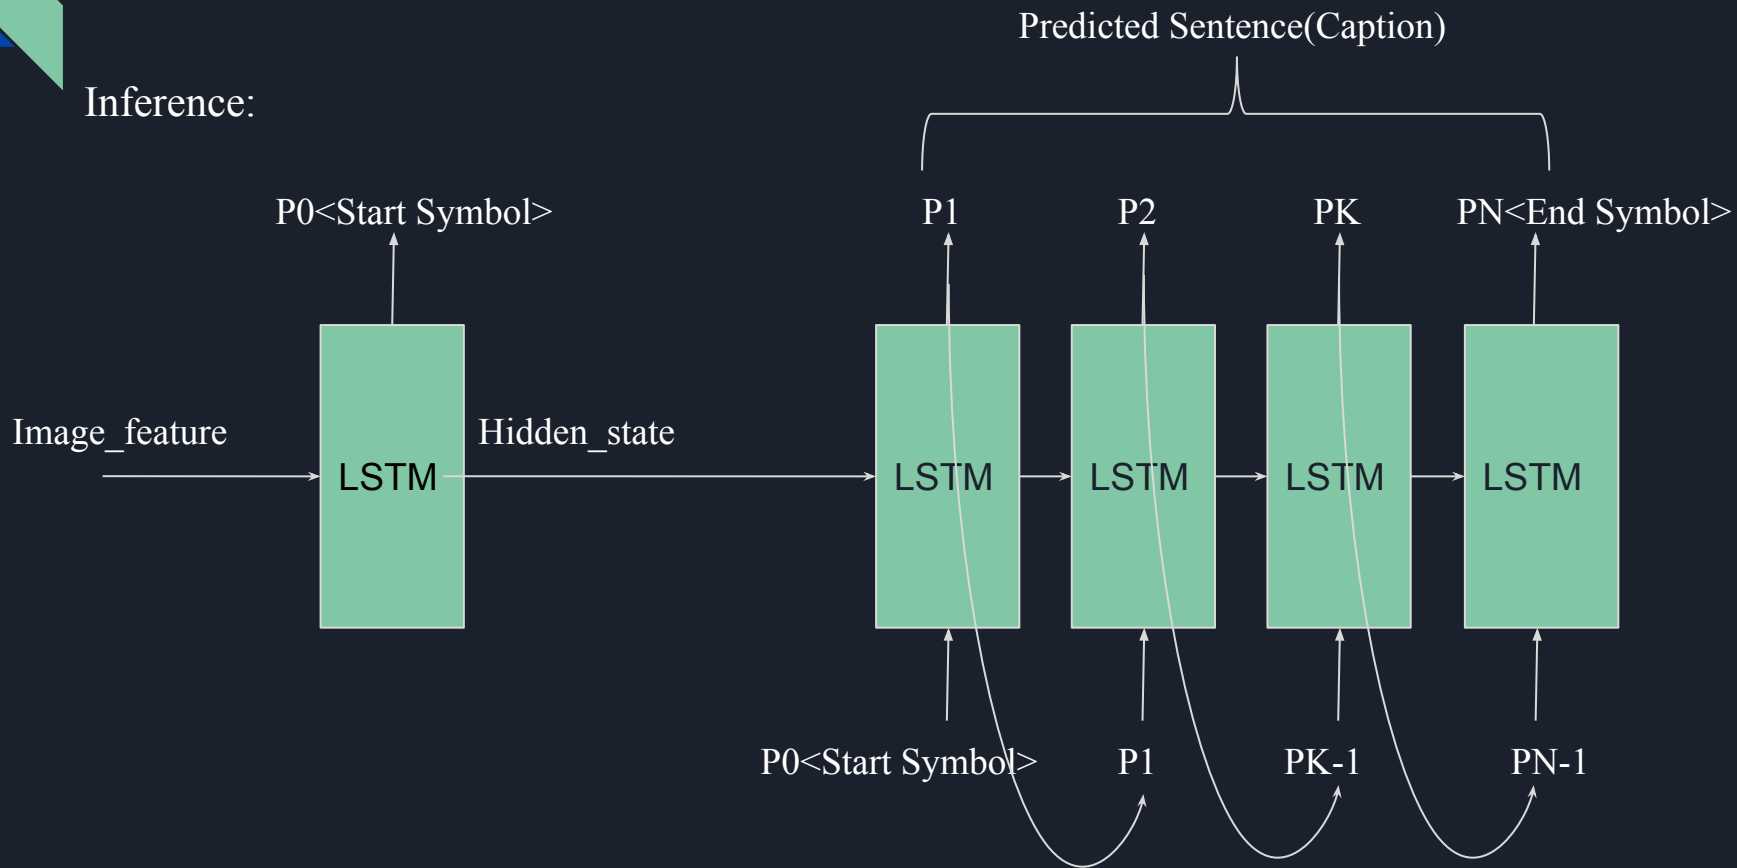 Predicted Sentence(Caption)
Inference:
P0<Start Symbol>
P1
P2
PK
PN<End Symbol>
Image_feature
Hidden_state
LSTM
LSTM
LSTM
LSTM
LSTM
P0<Start Symbol>
P1
PK-1
PN-1